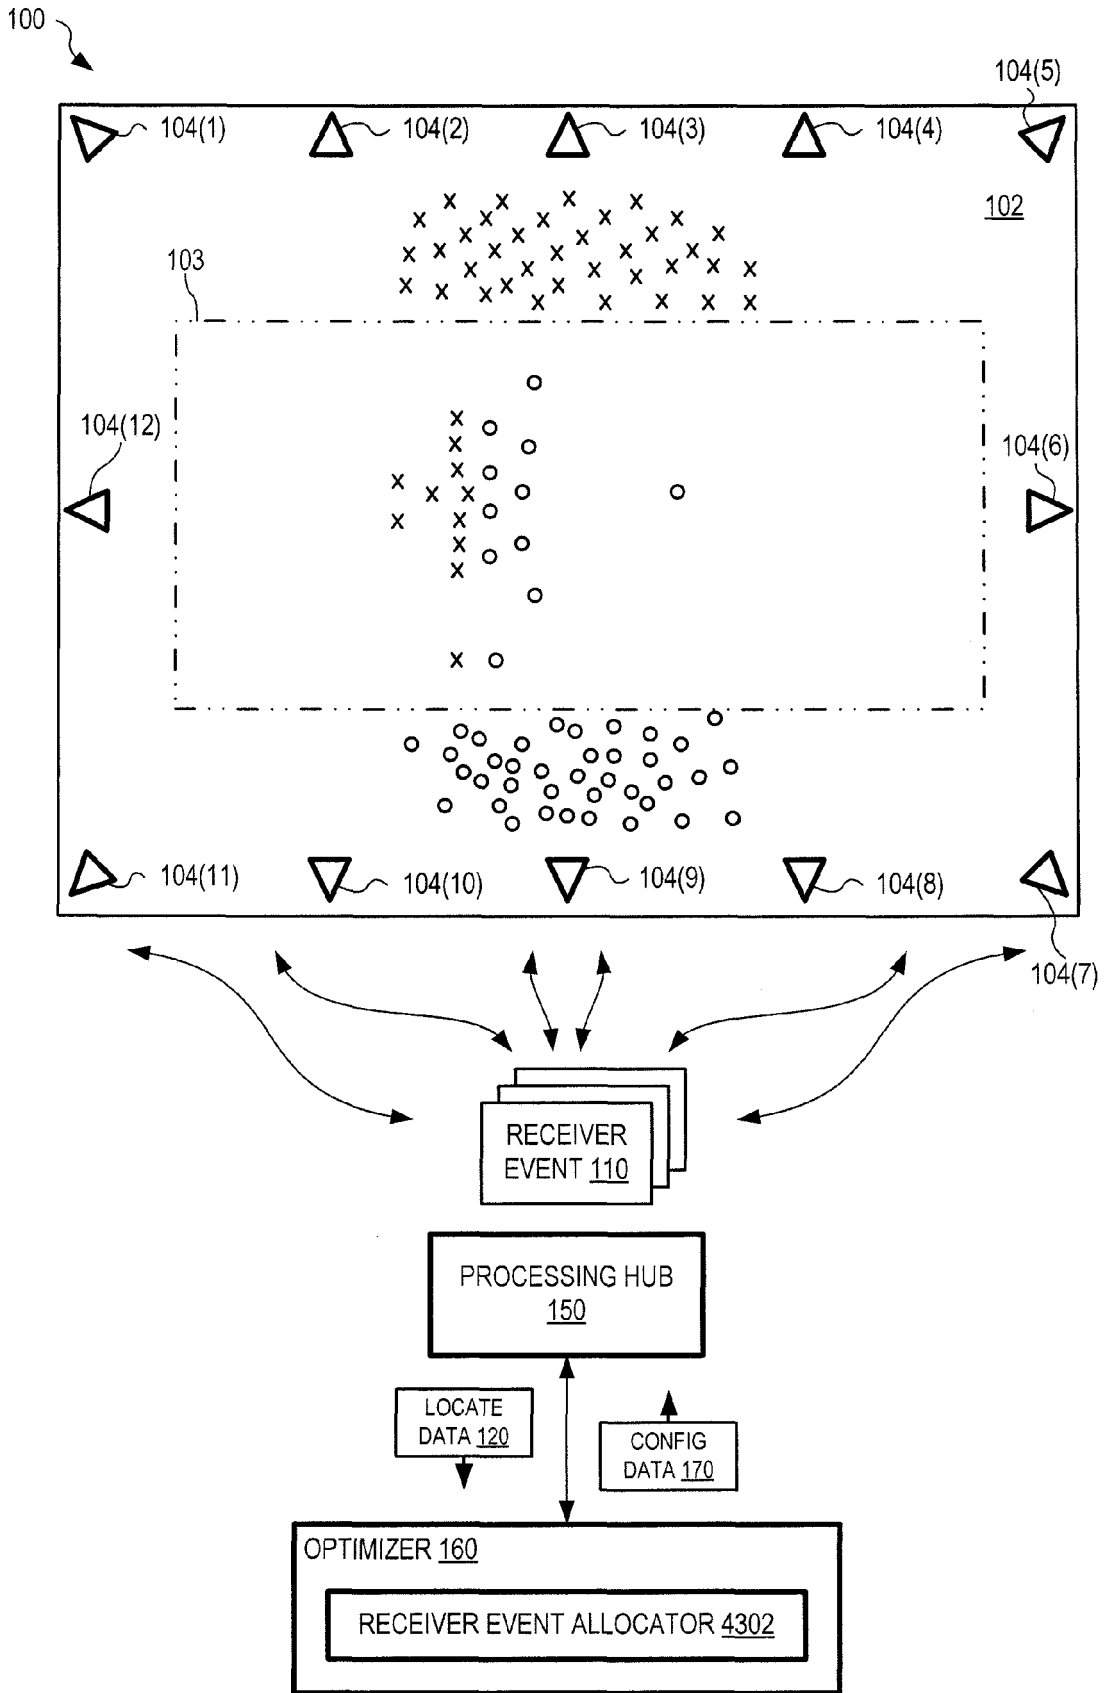 100
104(5)
104(1)
104(2)
104(3)
104(4)
102
103
104(12)
104(6)
104(11)
104(10)
104(9)
104(8)
104(7)
RECEIVER
EVENT 110
PROCESSING HUB
150
LOCATE
DATA 120
CONFIG
DATA 170
OPTIMIZER 160
RECEIVER EVENT ALLOCATOR 4302